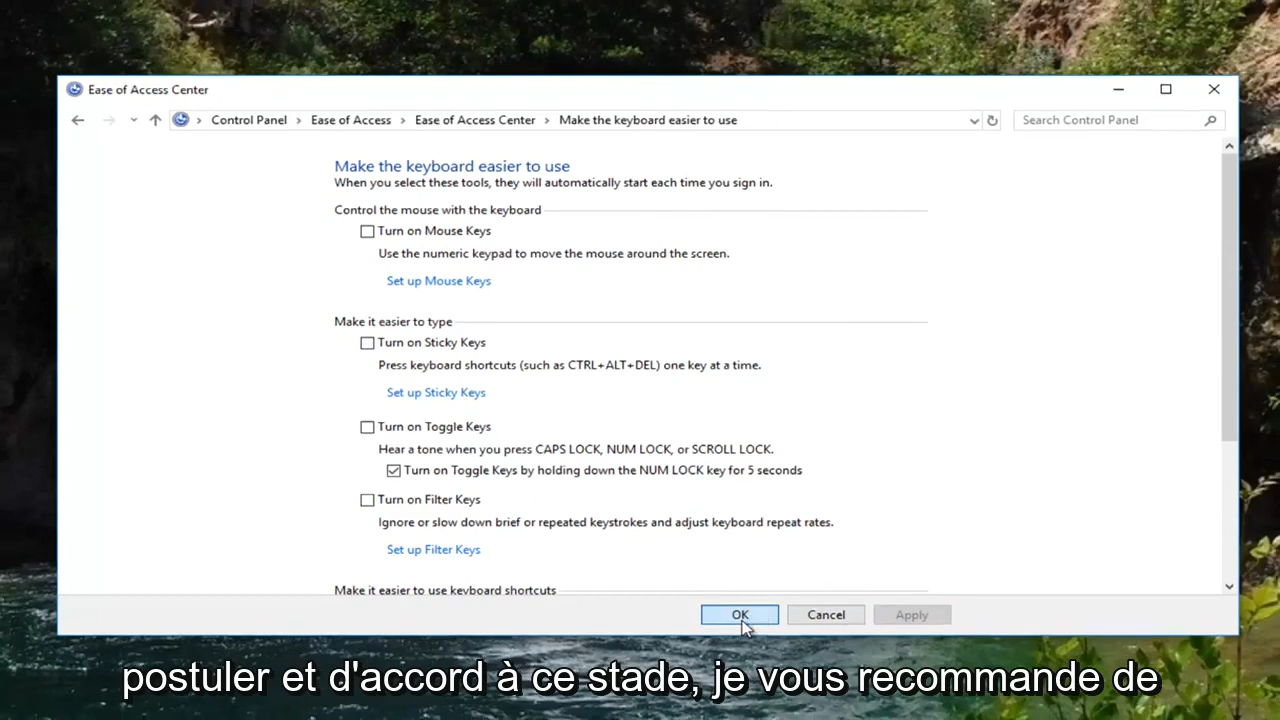 Ease of Access Center
Control Panel > Ease of Access > Ease of Access Center > Make the keyboard easier to use
Search Control Panel
Make the keyboard easier to use
When you select these tools, they will automatically start each time you sign in.
Control the mouse with the keyboard
Turn on Mouse Keys
Use the numeric keypad to move the mouse around the screen.
Set up Mouse Keys
Make it easier to type
Turn on Sticky Keys
Press keyboard shortcuts (such as CTRL+ALT+DEL) one key at a time.
Set up Sticky Keys
Turn on Toggle Keys
Hear a tone when you press CAPS LOCK, NUM LOCK, or SCROLL LOCK.
Turn on Toggle Keys by holding down the NUM LOCK key for 5 seconds
Turn on Filter Keys
Ignore or slow down brief or repeated keystrokes and adjust keyboard repeat rates.
Set up Filter Keys
Make it easier to use keyboard shortcuts
OK Cancel Apply
postuler et d'accord à ce stade, je vous recommande de